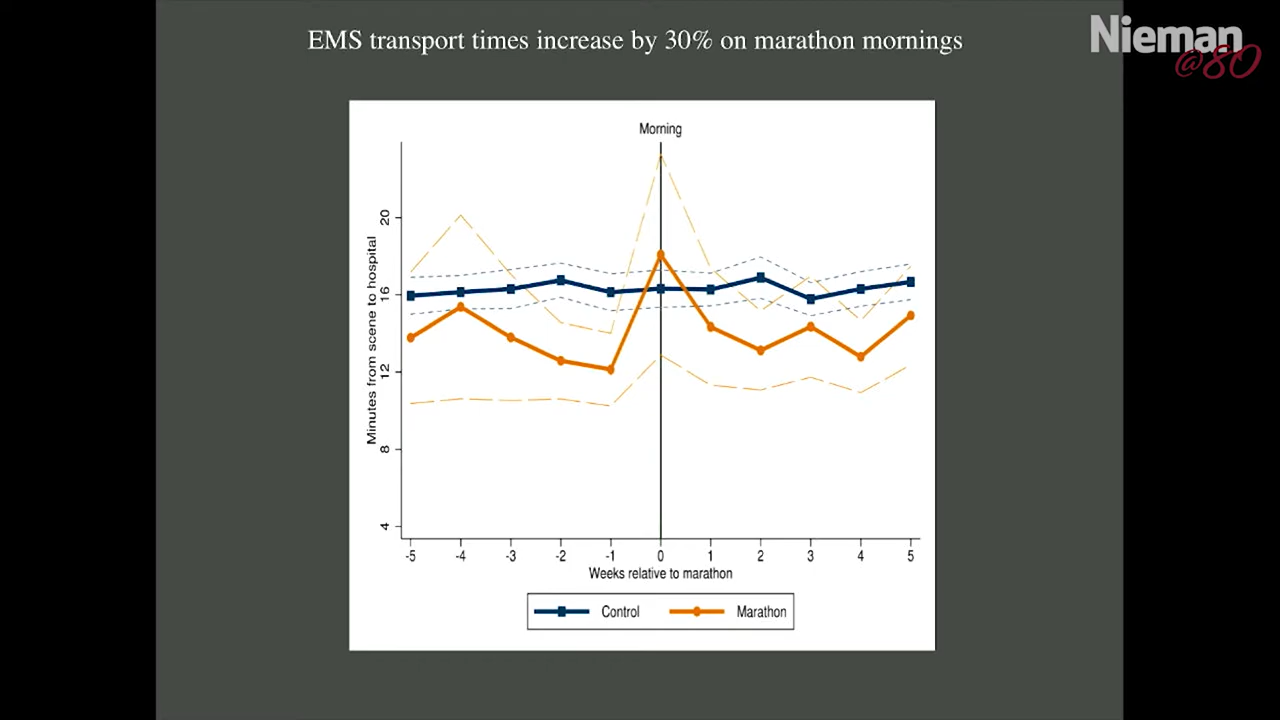 EMS transport times increase by 30% on marathon mornings
Nieman
@80
Morning
Minutes from scene to hospital
20
16
12
8
4
-5 -4 -3 -2 -1 0 1 2 3 4 5
Weeks relative to marathon
Control Marathon